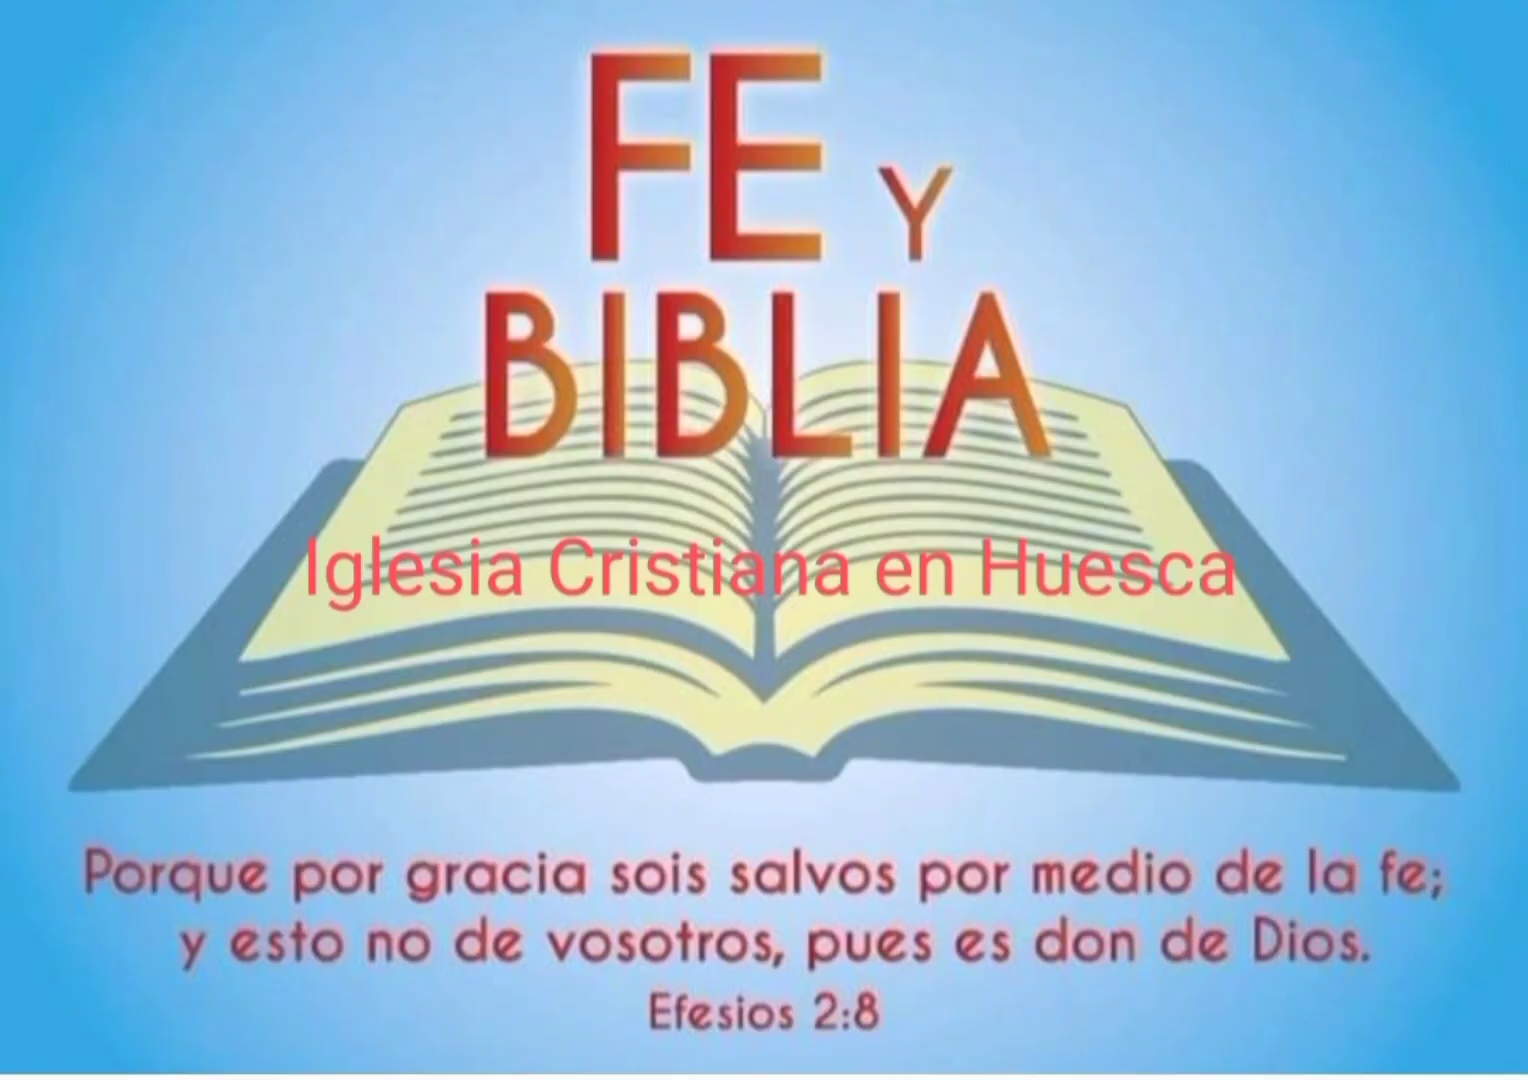 FE Y
BIBLIA
Iglesia Cristiana en Huesca
Porque por gracia sois salvos por medio de la fe;
y esto no de vosotros, pues es don de Dios.
Efesios 2:8